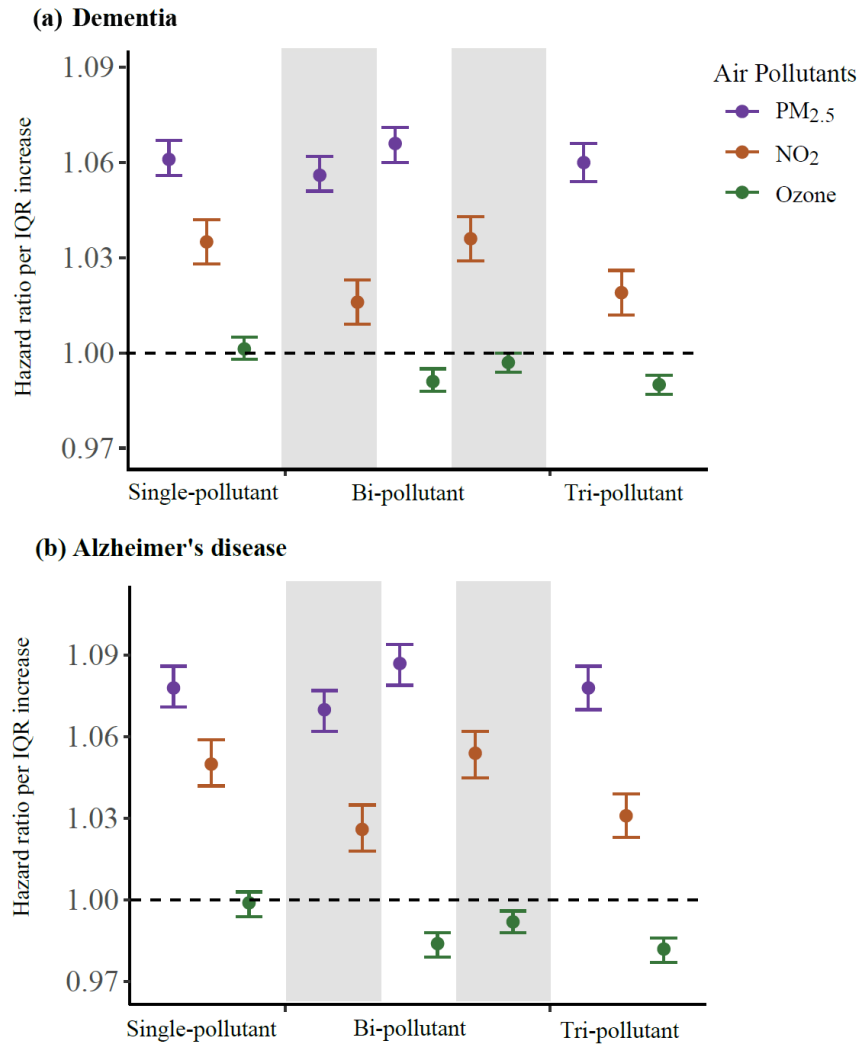 (a) Dementia
1.09
1.06
1.03
1.00
0.97
Hazard ratio per IQR increase
Single-pollutant
Bi-pollutant
Tri-pollutant
Air Pollutants
PM2.5
NO2
Ozone
(b) Alzheimer's disease
1.09
1.06
1.03
1.00
0.97
Hazard ratio per IQR increase
Single-pollutant
Bi-pollutant
Tri-pollutant